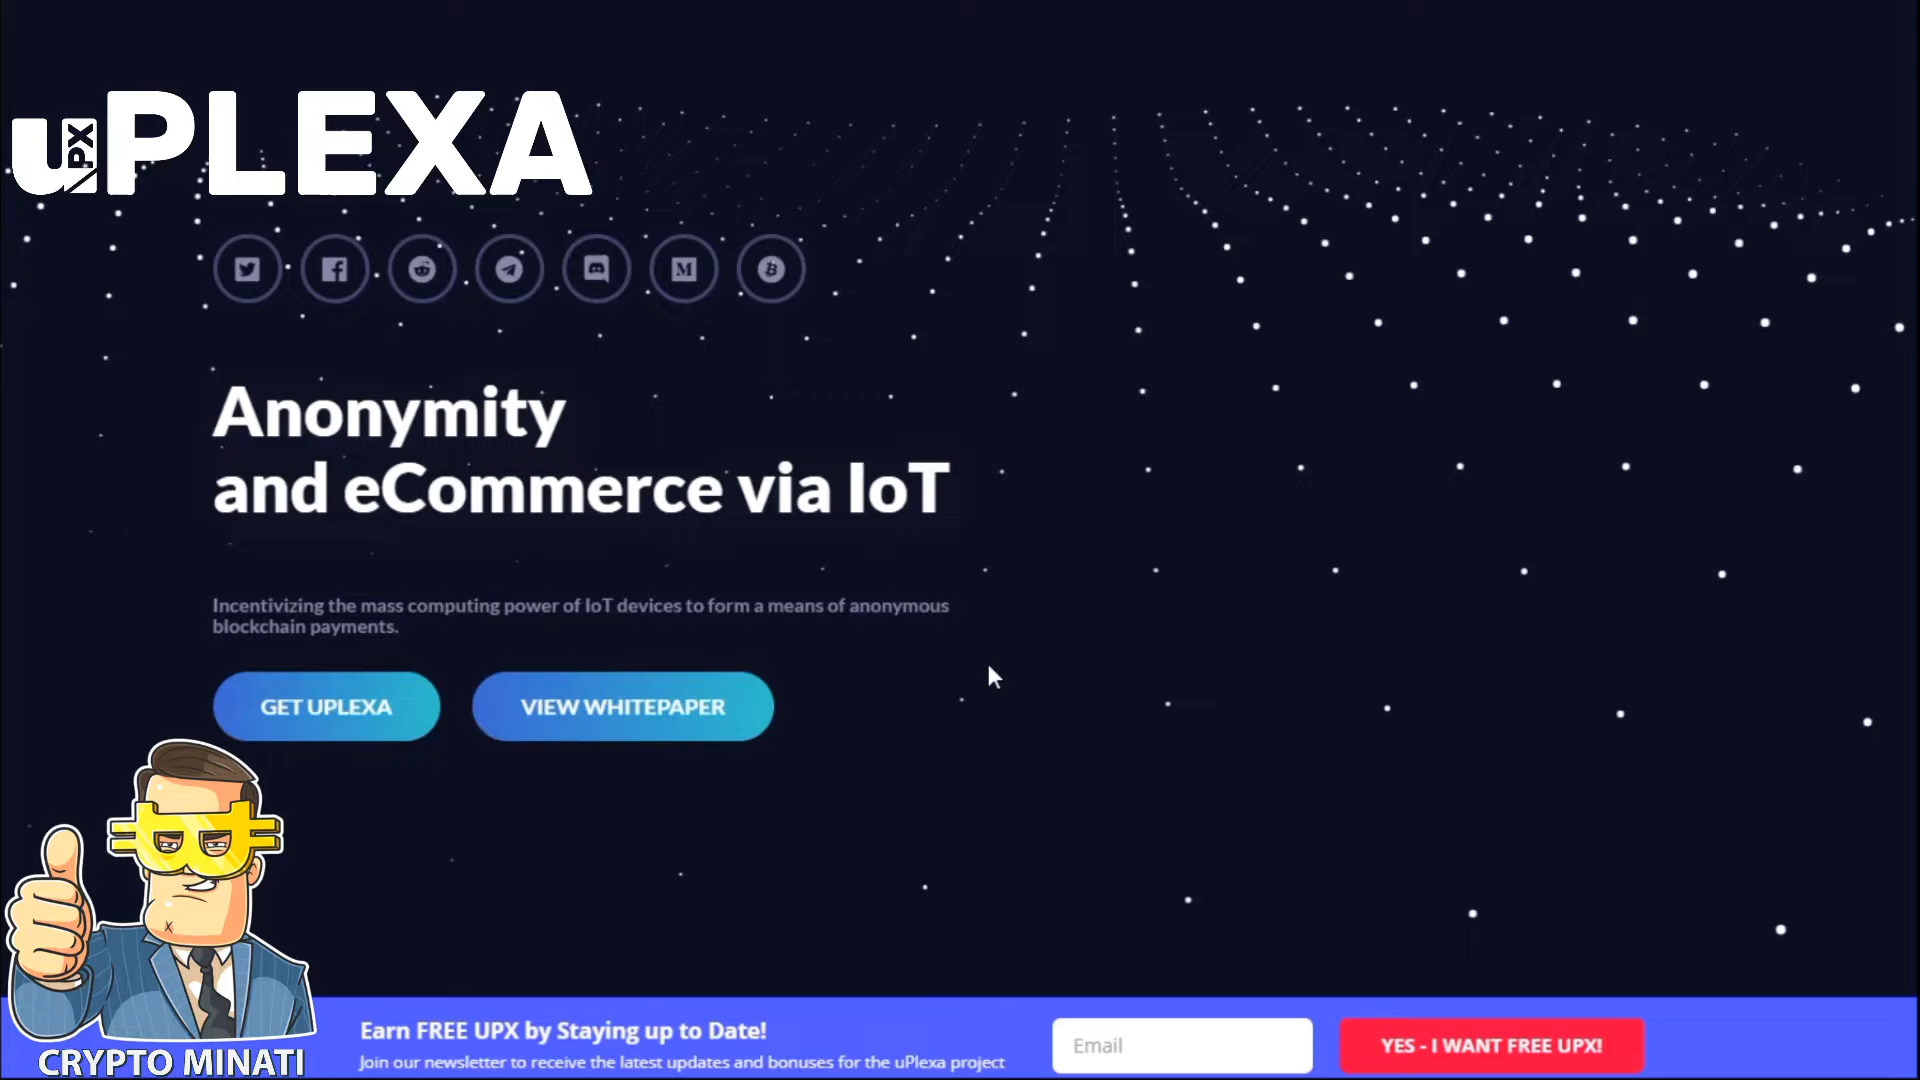 uPLEXA
UPX
Anonymity
and eCommerce via IoT
Incentivizing the mass computing power of IoT devices to form a means of anonymous
blockchain payments.
GET UPLEXA
VIEW WHITEPAPER
Earn FREE UPX by Staying up to Date!
Join our newsletter to receive the latest updates and bonuses for the uPlexa project
Email
YES - I WANT FREE UPX!
CRYPTO MINATI